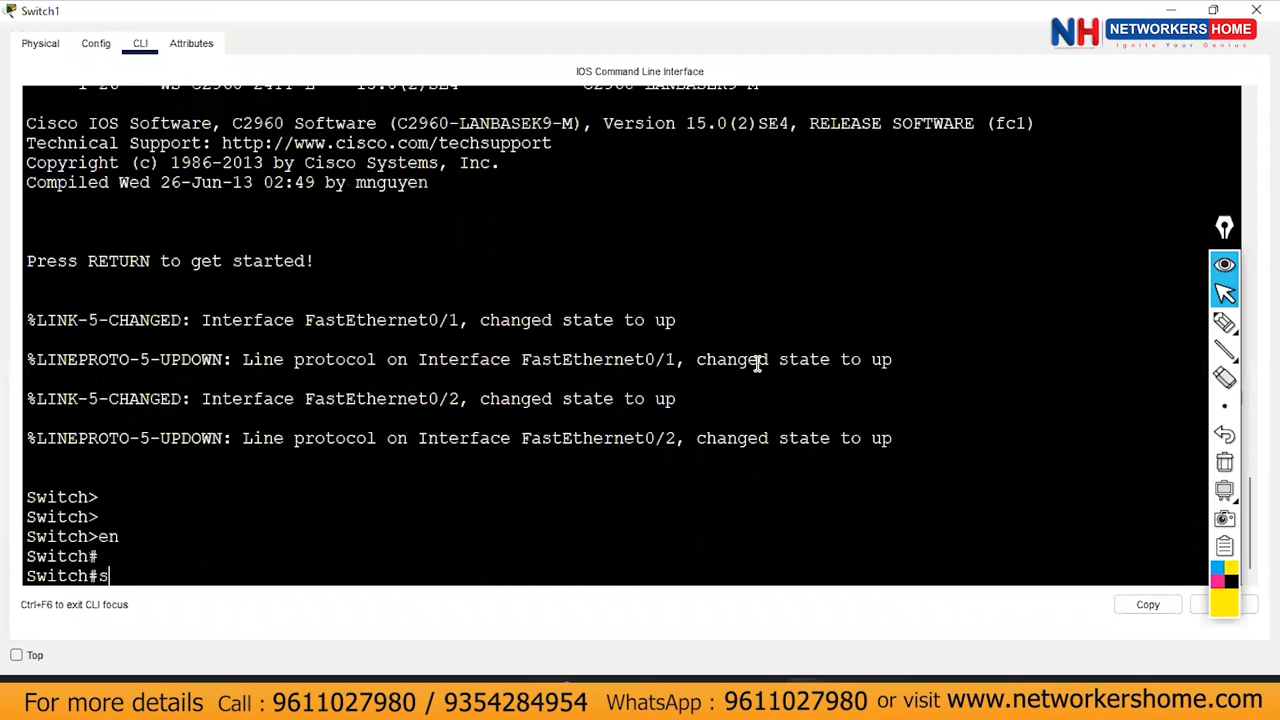 Switch1
NH NETWORKERS HOME
Ignite Your Genius
Physical Config CLI Attributes
IOS Command Line Interface
Cisco IOS Software, C2960 Software (C2960-LANBASEK9-M), Version 15.0(2)SE4, RELEASE SOFTWARE (fc1)
Technical Support: http://www.cisco.com/techsupport
Copyright (c) 1986-2013 by Cisco Systems, Inc.
Compiled Wed 26-Jun-13 02:49 by mnguyen
Press RETURN to get started!
%LINK-5-CHANGED: Interface FastEthernet0/1, changed state to up
%LINEPROTO-5-UPDOWN: Line protocol on Interface FastEthernet0/1, changed state to up
%LINK-5-CHANGED: Interface FastEthernet0/2, changed state to up
%LINEPROTO-5-UPDOWN: Line protocol on Interface FastEthernet0/2, changed state to up
Switch>
Switch>
Switch>en
Switch#
Switch#s
Ctrl+F6 to exit CLI focus
Copy
Top
For more details Call : 9611027980 / 9354284954 WhatsApp : 9611027980 or visit www.networkershome.com